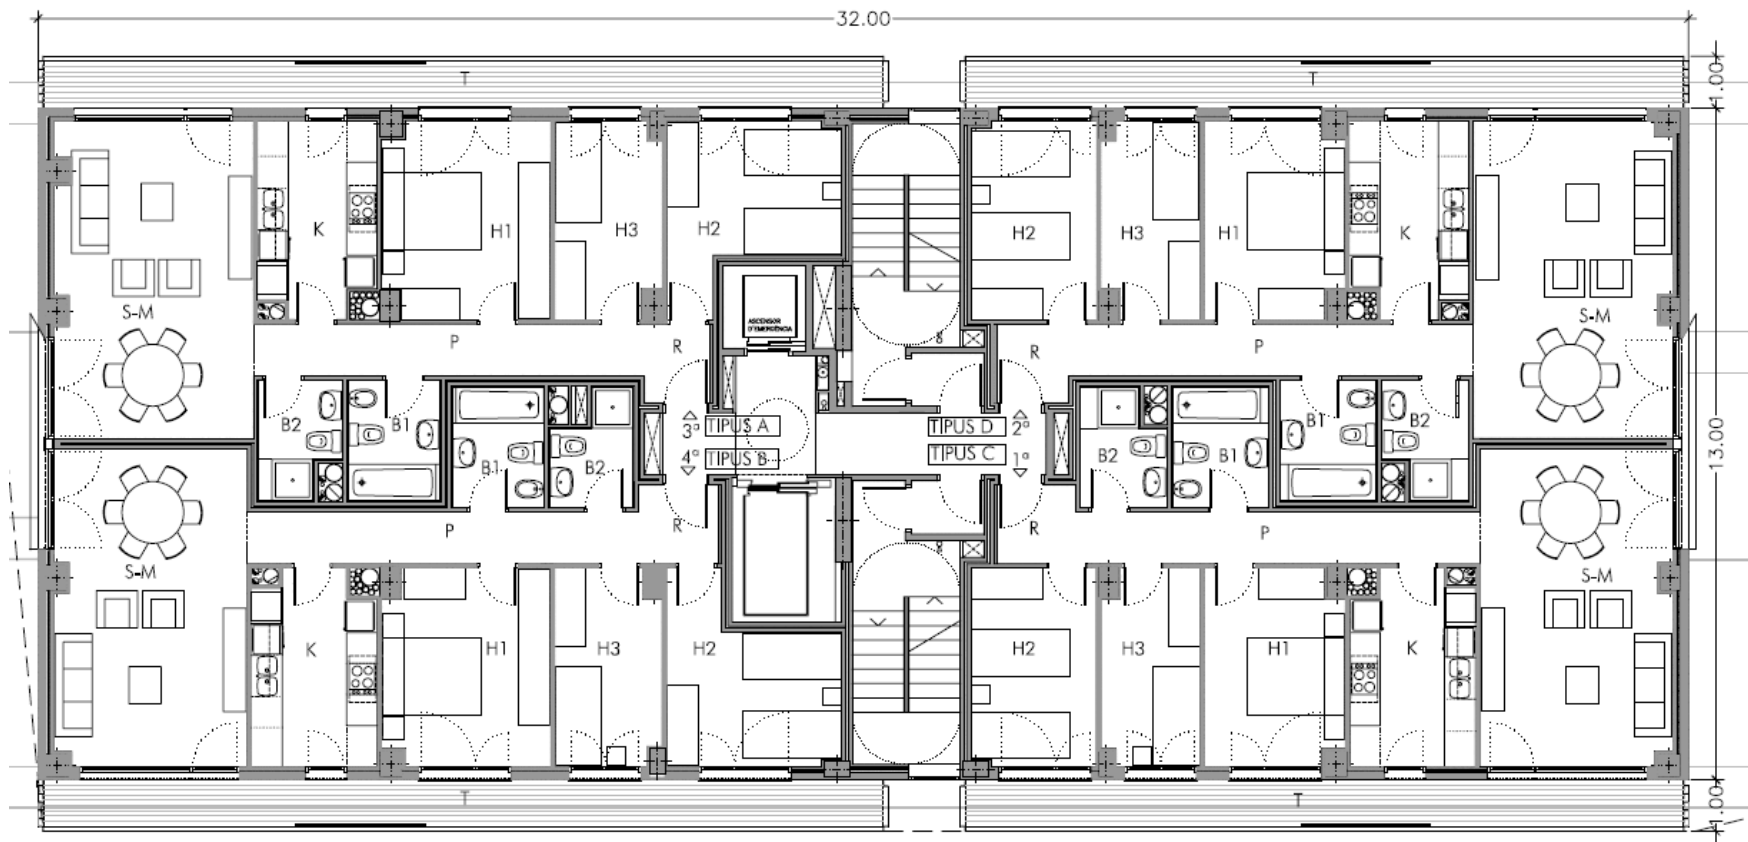 32.00
T
T
1.00
K
H1
H3
H2
H2
H3
H1
K
S-M
ASCENSOR
D'EMERGÈNCIA
S-M
P
R
R
P
B2
B1
3ª
TIPUS A
TIPUS D
2ª
B1
B2
4ª
TIPUS B
TIPUS C
1ª
B1
B2
B2
B1
13.00
P
R
R
P
S-M
S-M
K
H1
H3
H2
H2
H3
H1
K
T
T
1.00